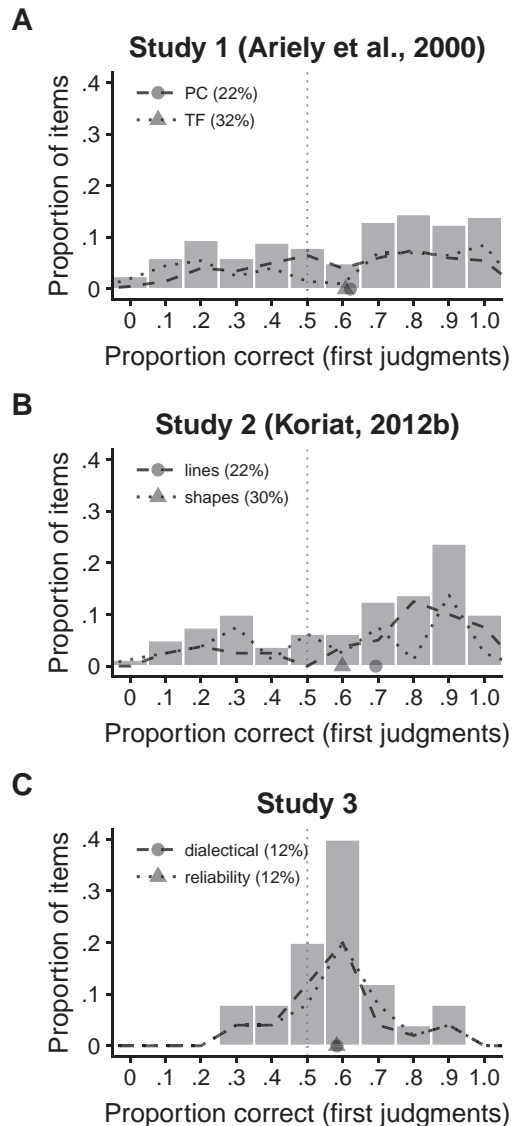 A
Study 1 (Ariely et al., 2000)
.4
.3
.2
.1
0
PC (22%)
TF (32%)
Proportion of items
0 .1 .2 .3 .4 .5 .6 .7 .8 .9 1.0
Proportion correct (first judgments)
B
Study 2 (Koriat, 2012b)
.4
.3
.2
.1
0
lines (22%)
shapes (30%)
Proportion of items
0 .1 .2 .3 .4 .5 .6 .7 .8 .9 1.0
Proportion correct (first judgments)
C
Study 3
.4
.3
.2
.1
0
dialectical (12%)
reliability (12%)
Proportion of items
0 .1 .2 .3 .4 .5 .6 .7 .8 .9 1.0
Proportion correct (first judgments)